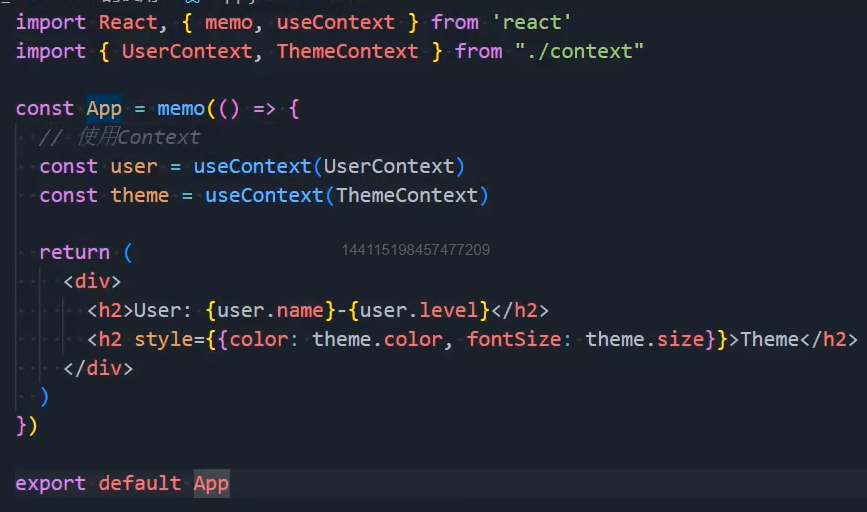 import React, { memo, useContext } from 'react'
import { UserContext, ThemeContext } from "./context"
const App = memo(() => {
// 使用Context
const user = useContext(UserContext)
const theme = useContext(ThemeContext)
return (
144115198457477209
<div>
<h2>User: {user.name}-{user.level}</h2>
<h2 style={{color: theme.color, fontSize: theme.size}}>Theme</h2>
</div>
)
})
export default App